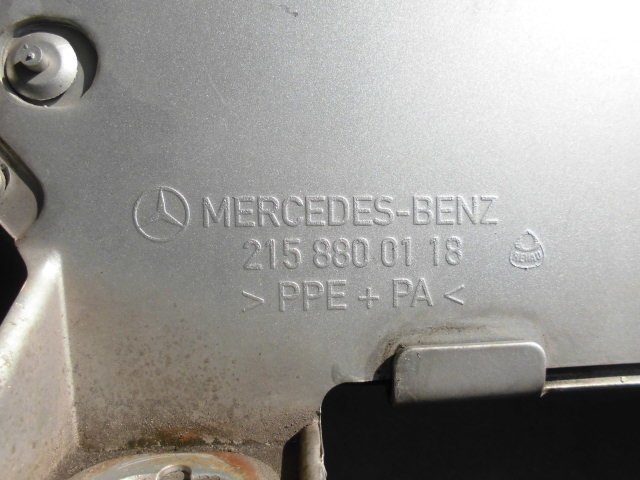 MERCEDES-BENZ
215 880 01 18
> PPE + PA <